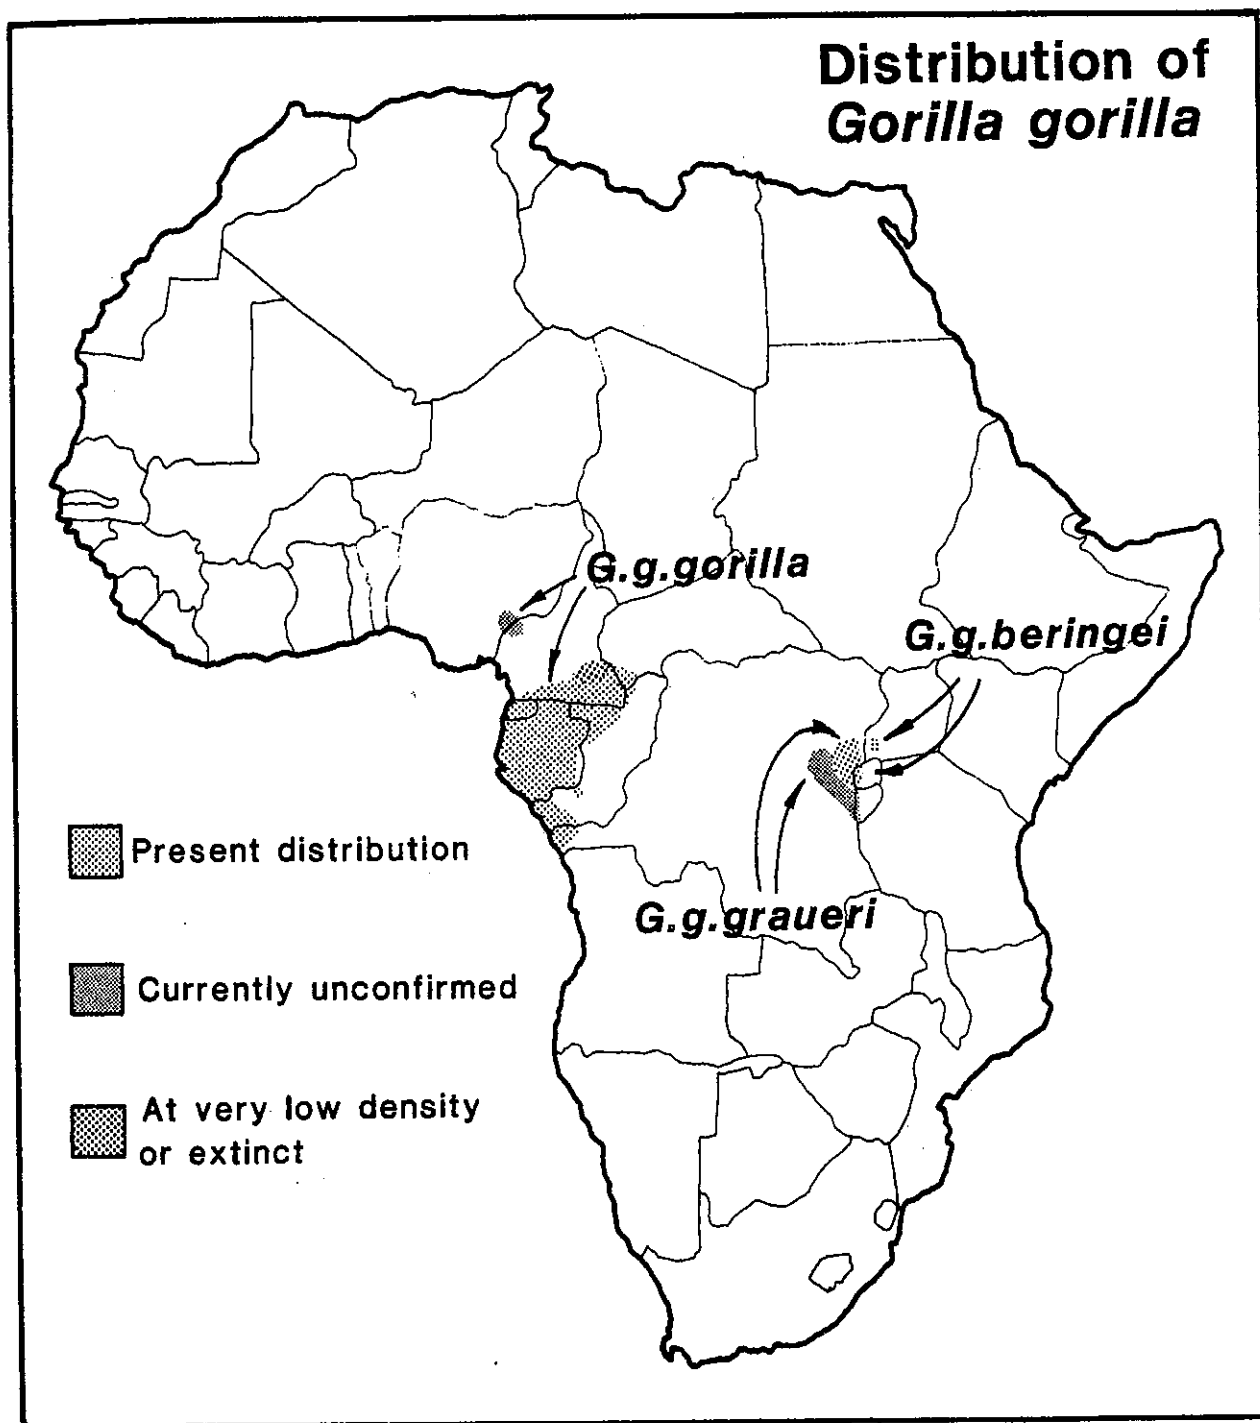 Distribution of
Gorilla gorilla
G.g.gorilla
G.g.beringei
G.g.graueri
Present distribution
Currently unconfirmed
At very low density
or extinct